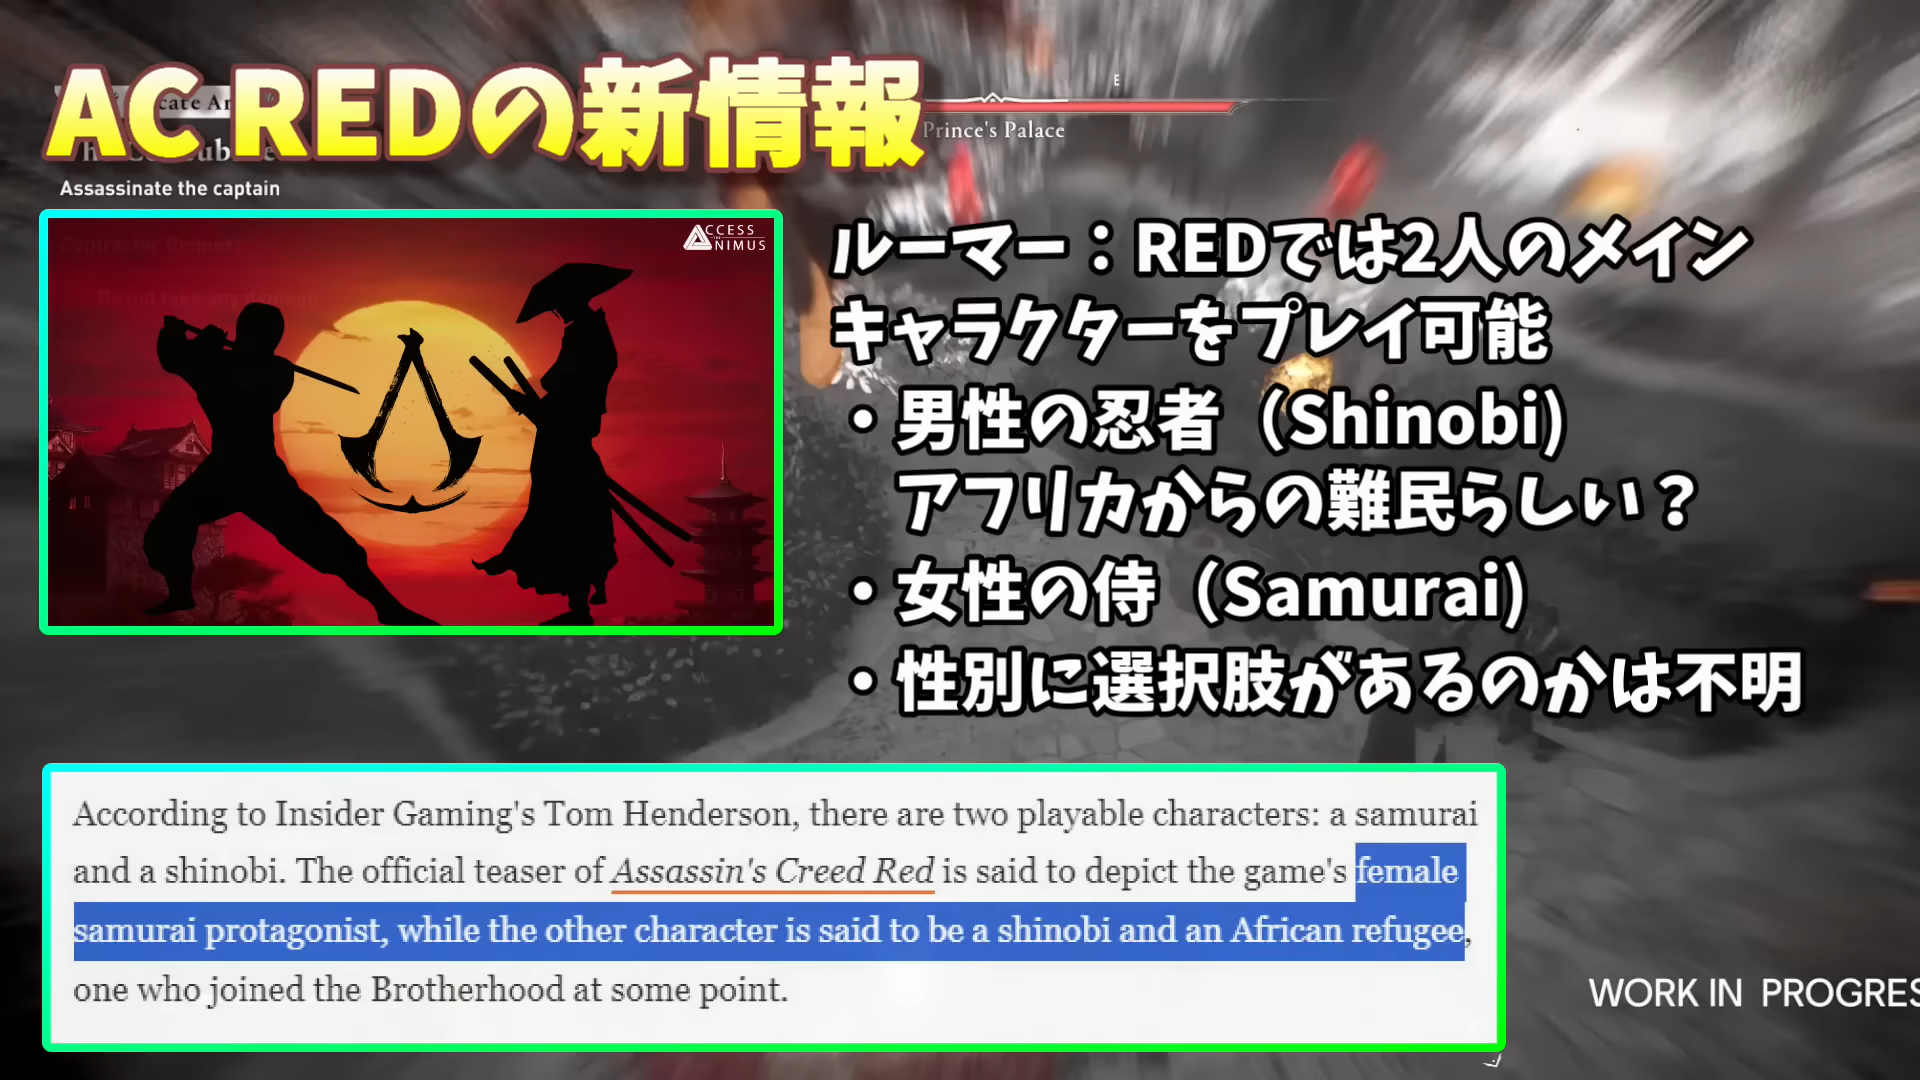 AC REDの新情報
E
Prince's Palace
Assassinate the captain
ACCESS
THE ANIMUS
ルーマー：REDでは2人のメイン
キャラクターをプレイ可能
・男性の忍者（Shinobi)
アフリカからの難民らしい？
・女性の侍（Samurai)
・性別に選択肢があるのかは不明
According to Insider Gaming's Tom Henderson, there are two playable characters: a samurai
and a shinobi. The official teaser of Assassin's Creed Red is said to depict the game's female
samurai protagonist, while the other character is said to be a shinobi and an African refugee,
one who joined the Brotherhood at some point.
WORK IN PROGRES